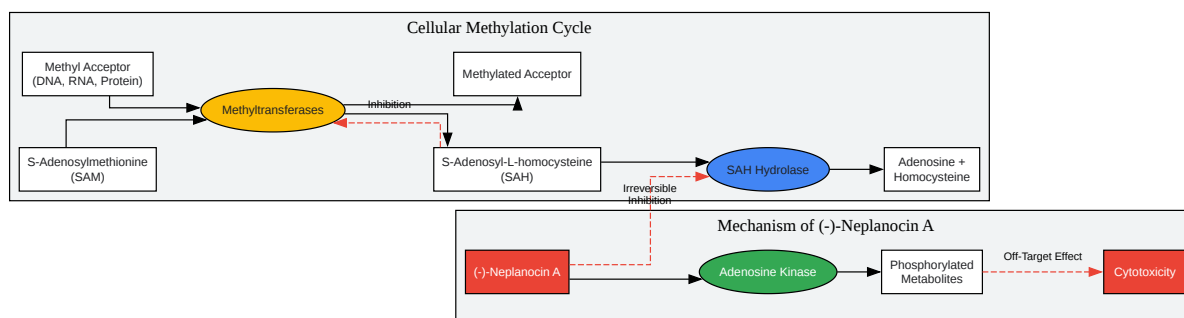 Cellular Methylation Cycle
Methyl Acceptor
(DNA, RNA, Protein)
Methylated Acceptor
Methyltransferases
Inhibition
S-Adenosylmethionine
(SAM)
S-Adenosyl-L-homocysteine
(SAH)
SAH Hydrolase
Adenosine +
Homocysteine
Irreversible
Inhibition
Mechanism of (-)-Neplanocin A
(-)-Neplanocin A
Adenosine Kinase
Phosphorylated
Metabolites
Off-Target Effect
Cytotoxicity